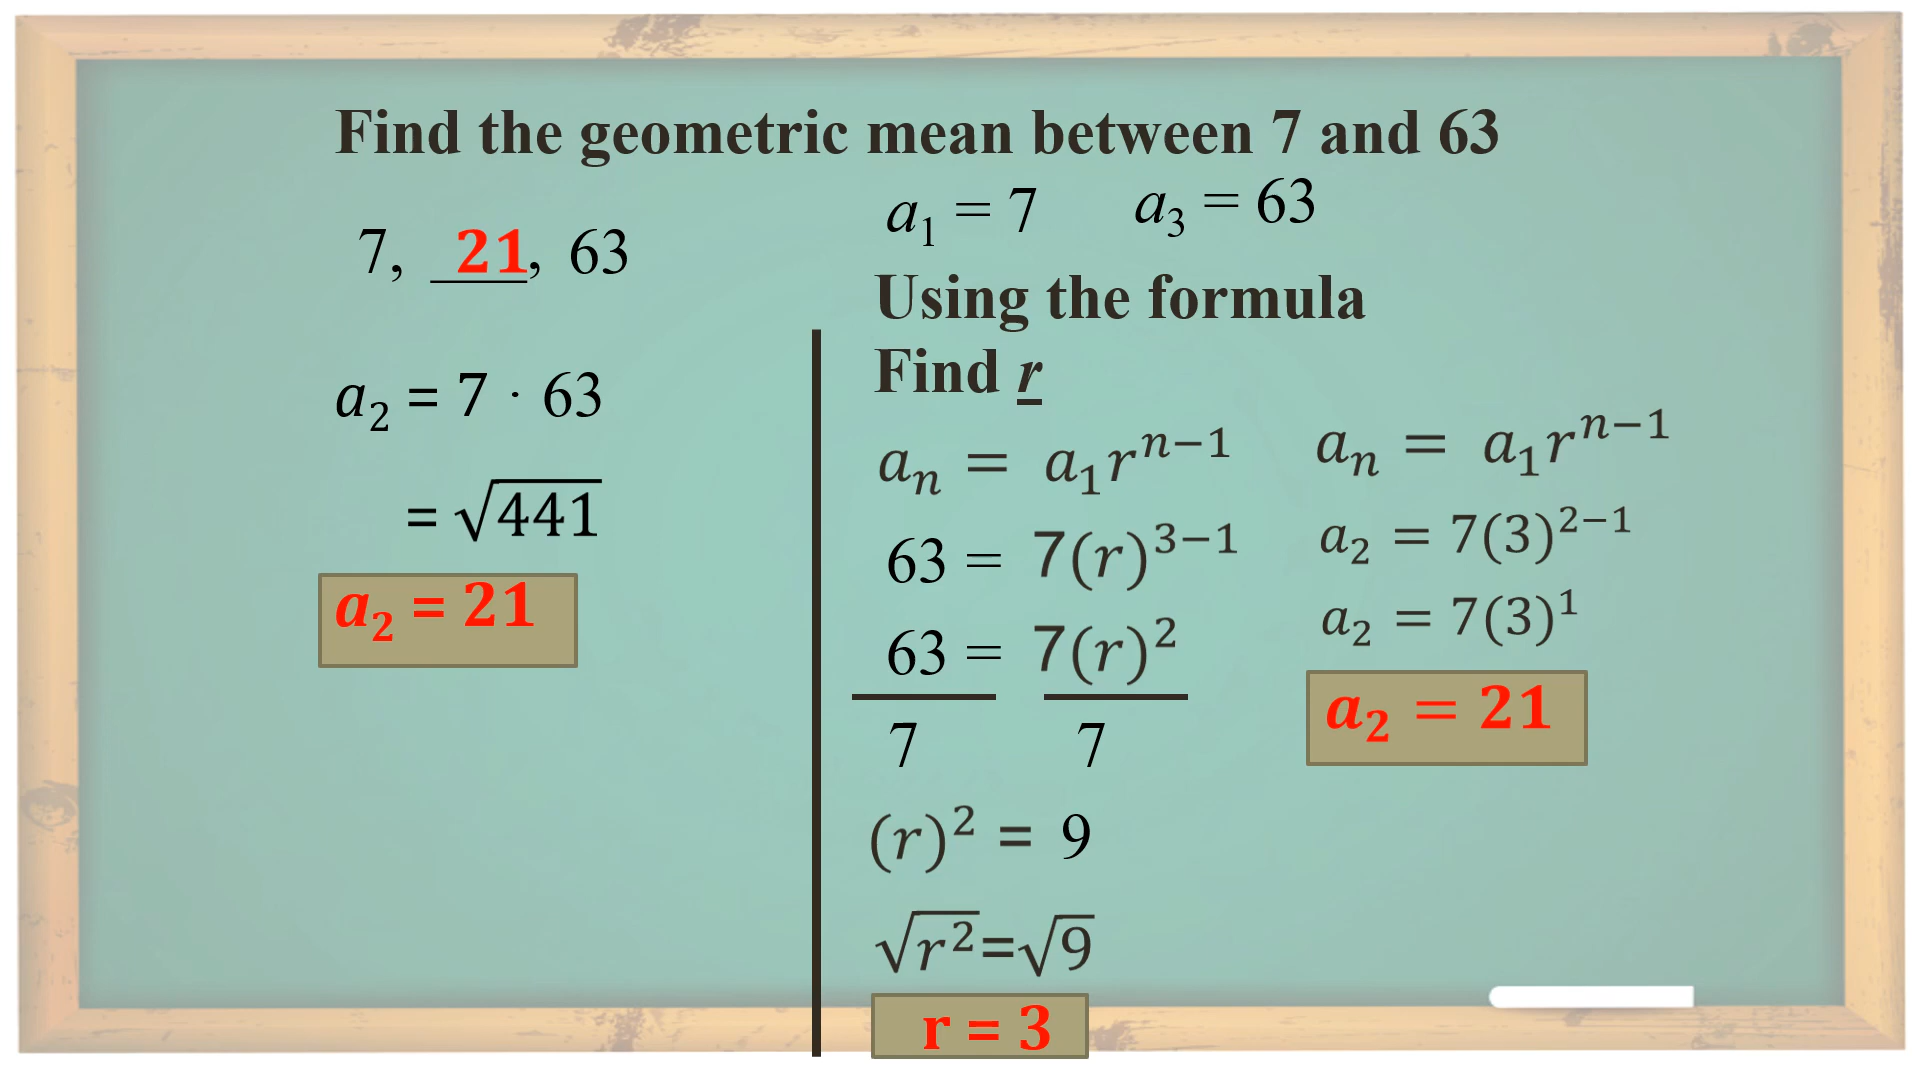 Find the geometric mean between 7 and 63
7, 21, 63
a₂ = 7 · 63
= √441
a₂ = 21
a₁ = 7 a₃ = 63
Using the formula
Find r
aₙ = a₁rⁿ⁻¹
63 = 7(r)³⁻¹
63 = 7(r)²
7 7
(r)² = 9
√r²=√9
r = 3
aₙ = a₁rⁿ⁻¹
a₂ = 7(3)²⁻¹
a₂ = 7(3)¹
a₂ = 21